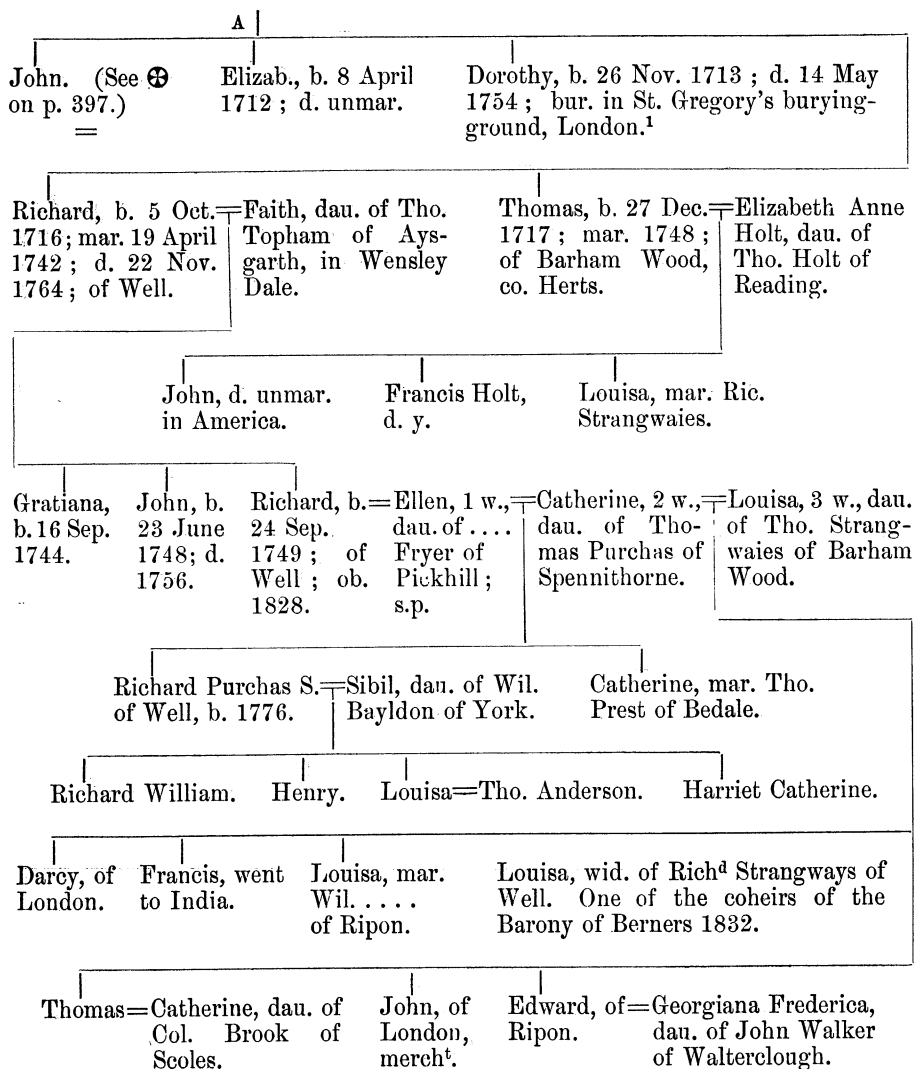 A
John. (See ✠ on p. 397.)
=
Elizab., b. 8 April
1712 ; d. unmar.
Dorothy, b. 26 Nov. 1713 ; d. 14 May
1754 ; bur. in St. Gregory's burying-
ground, London.¹
Richard, b. 5 Oct.
1716; mar. 19 April
1742 ; d. 22 Nov.
1764 ; of Well.
=
Faith, dau. of Tho.
Topham of Ays-
garth, in Wensley
Dale.
Thomas, b. 27 Dec.
1717 ; mar. 1748 ;
of Barham Wood,
co. Herts.
=
Elizabeth Anne
Holt, dau. of
Tho. Holt of
Reading.
John, d. unmar.
in America.
Francis Holt,
d. y.
Louisa, mar. Ric.
Strangwaies.
Gratiana,
b. 16 Sep.
1744.
John, b.
23 June
1748; d.
1756.
Richard, b.
24 Sep.
1749 ; of
Well ; ob.
1828.
=
Ellen, 1 w.,
dau. of ....
Fryer of
Pickhill ;
s.p.
=
Catherine, 2 w.,
dau. of Tho-
mas Purchas of
Spennithorne.
=
Louisa, 3 w., dau.
of Tho. Strang-
waies of Barham
Wood.
Richard Purchas S.
of Well, b. 1776.
=
Sibil, dau. of Wil.
Bayldon of York.
Catherine, mar. Tho.
Prest of Bedale.
Richard William.
Henry.
Louisa=Tho. Anderson.
Harriet Catherine.
Darcy, of
London.
Francis, went
to India.
Louisa, mar.
Wil. . . . .
of Ripon.
Louisa, wid. of Richᵈ Strangways of
Well. One of the coheirs of the
Barony of Berners 1832.
Thomas
=
Catherine, dau. of
Col. Brook of
Scoles.
John, of
London,
merchᵗ.
Edward, of
Ripon.
=
Georgiana Frederica,
dau. of John Walker
of Walterclough.